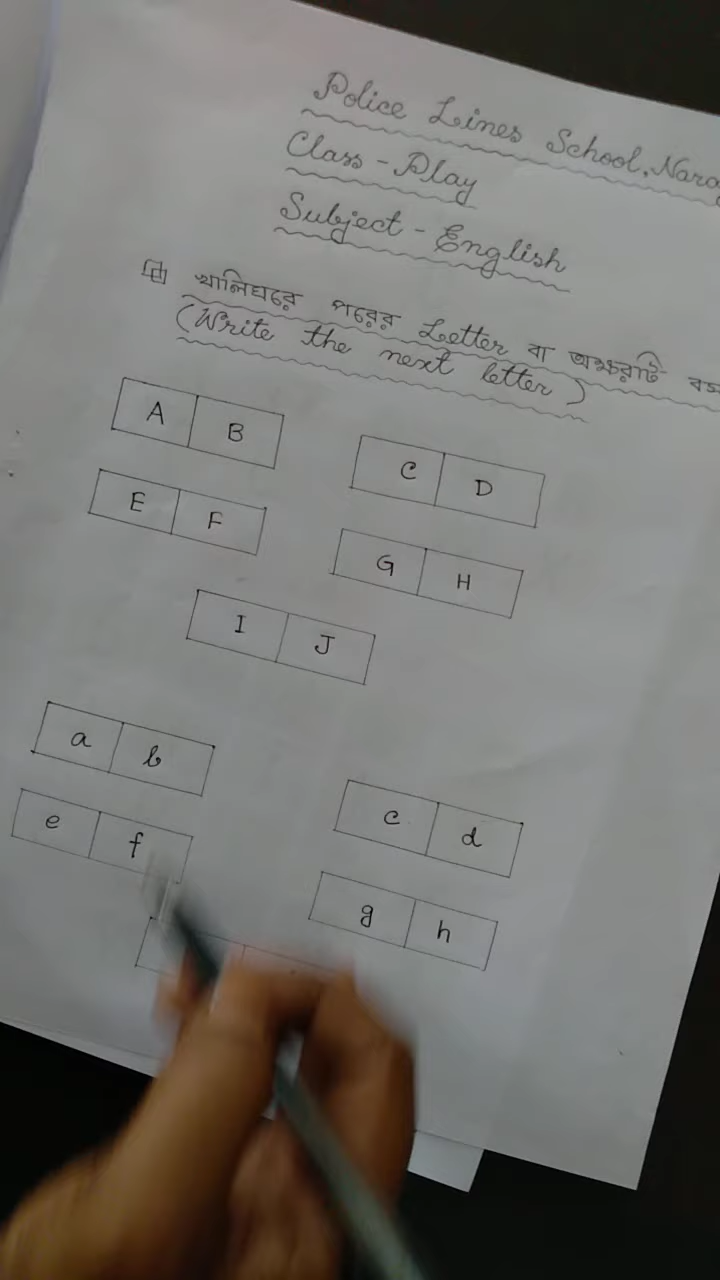 Police Lines School,
Class - Play
Subject - English
খালিঘরে পরের Letter বা অক্ষরটি
(Write the next letter)
A B
C D
E F
G H
I J
a b
c d
e f
g h